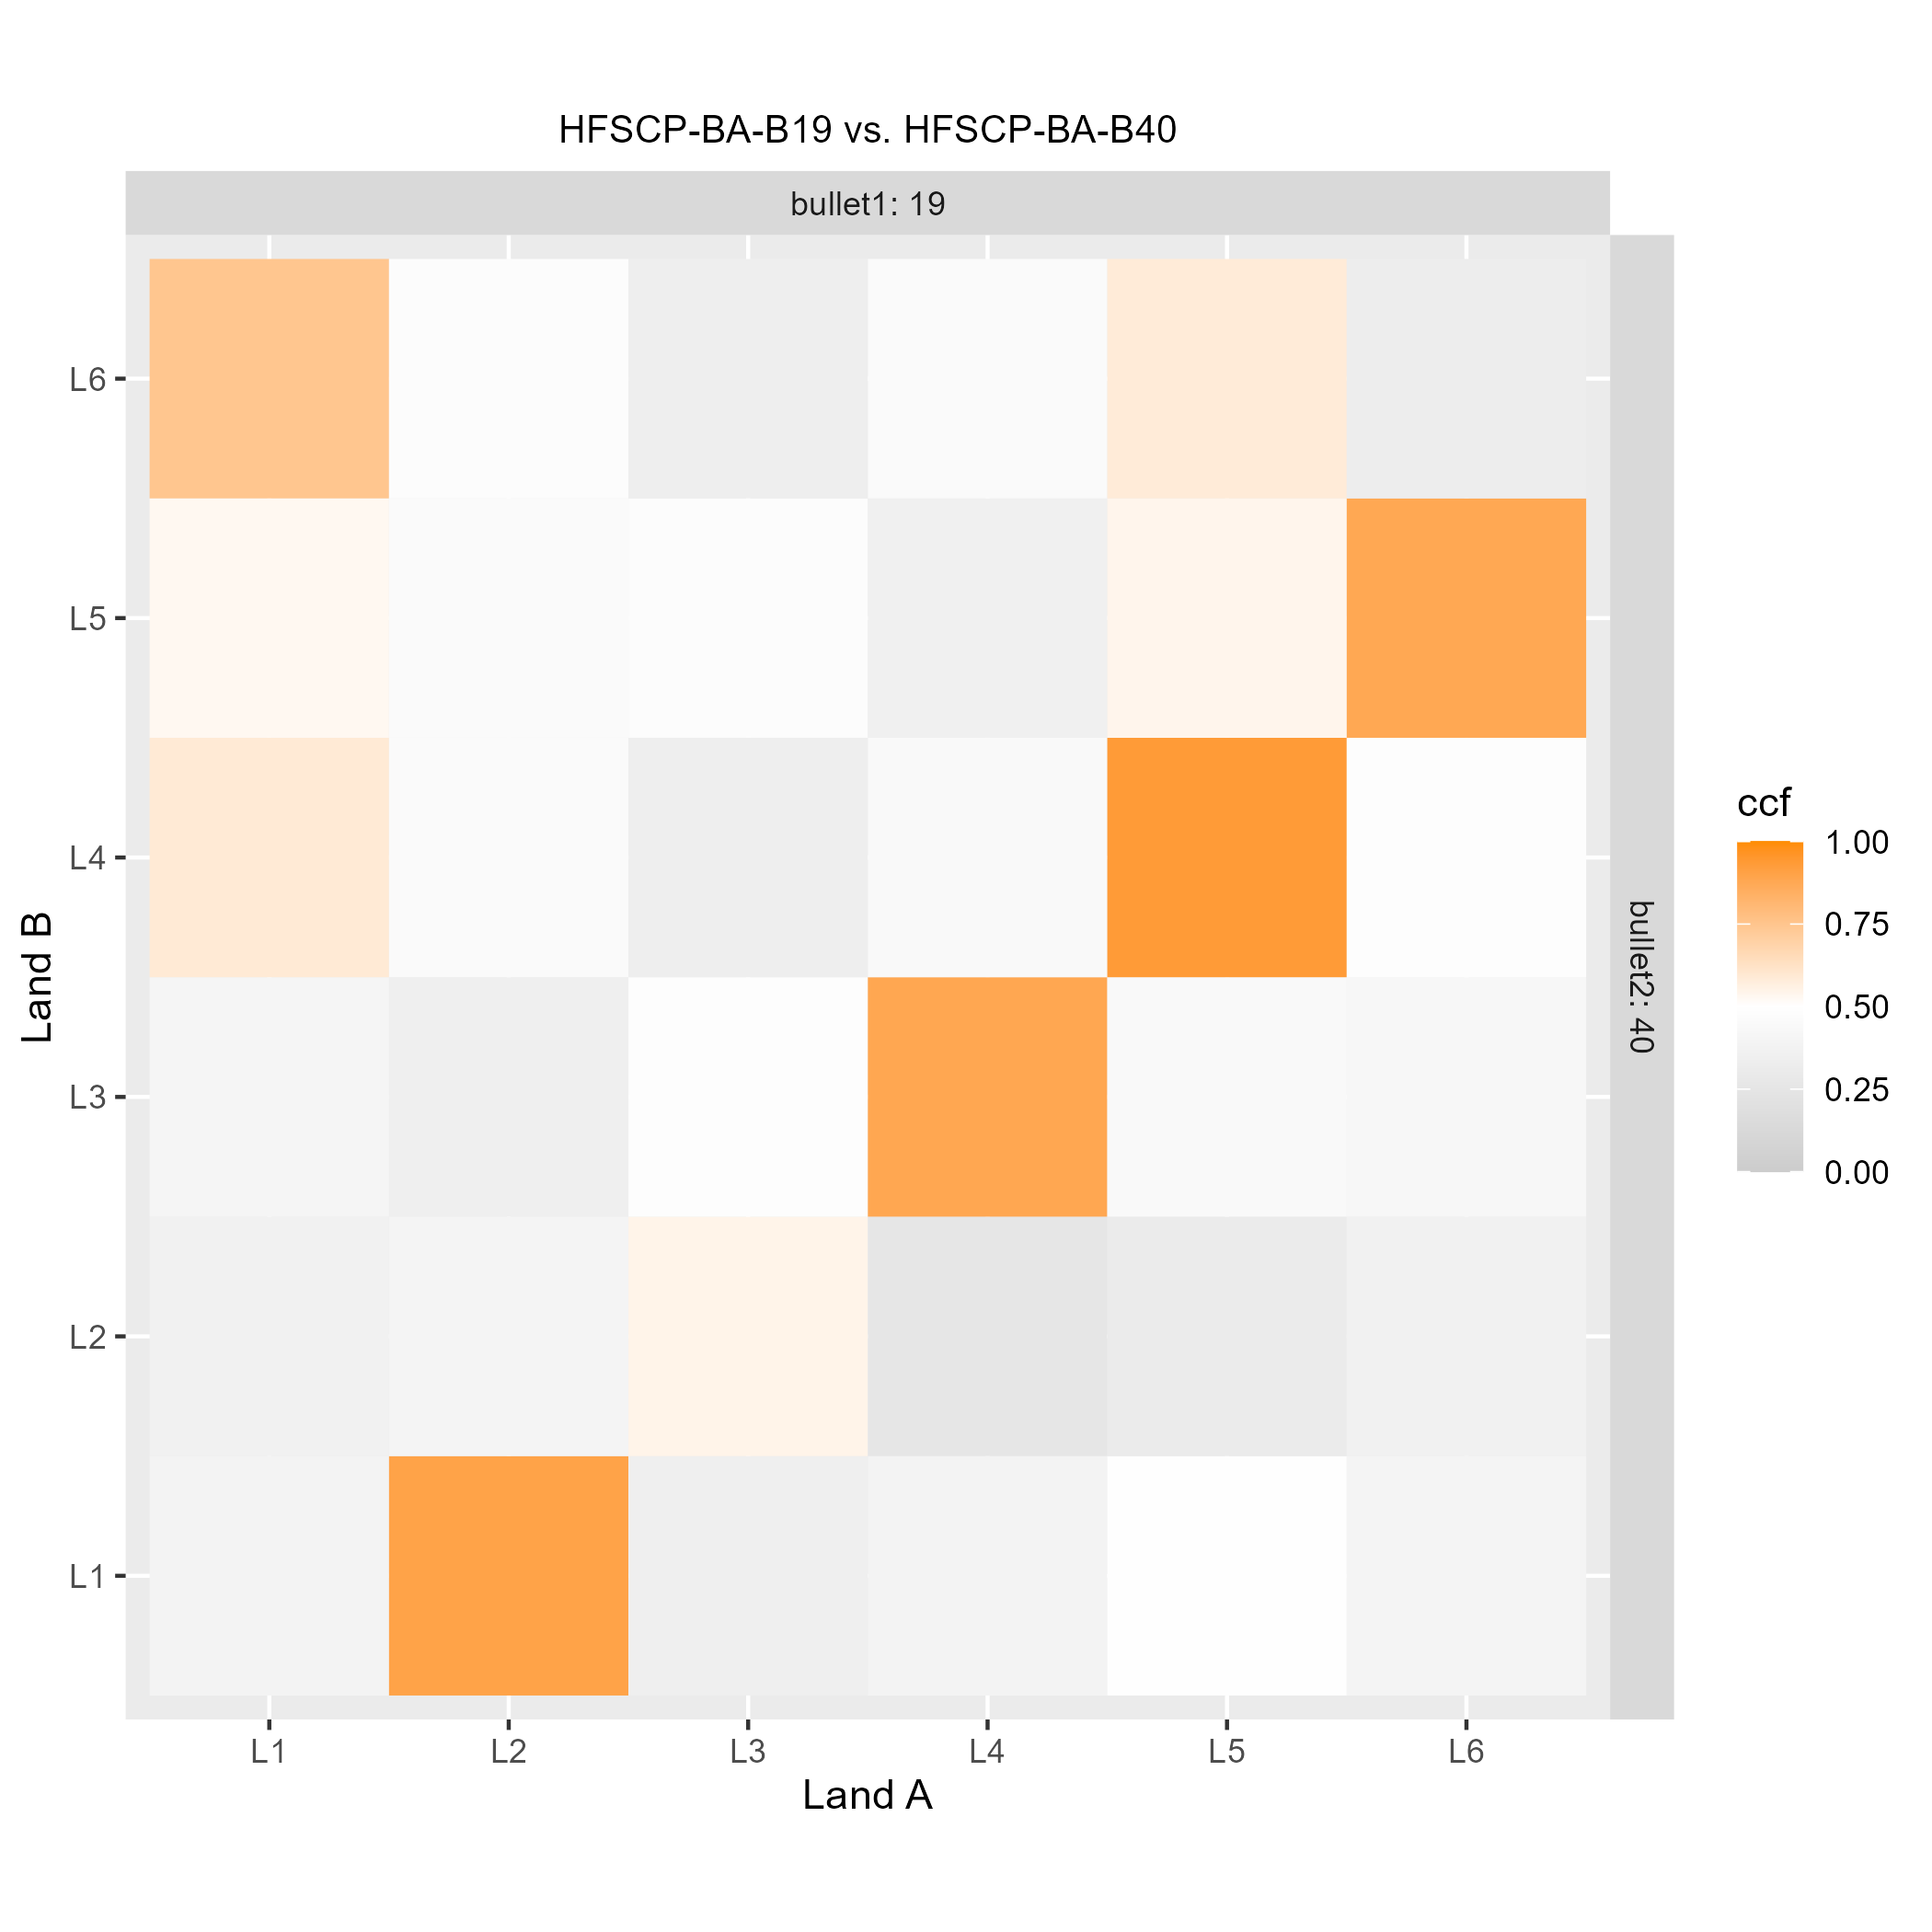 HFSCP-BA-B19 vs. HFSCP-BA-B40
bullet1: 19
bullet2: 40
Land B
L6
L5
L4
L3
L2
L1
L1 L2 L3 L4 L5 L6
Land A
ccf
1.00
0.75
0.50
0.25
0.00